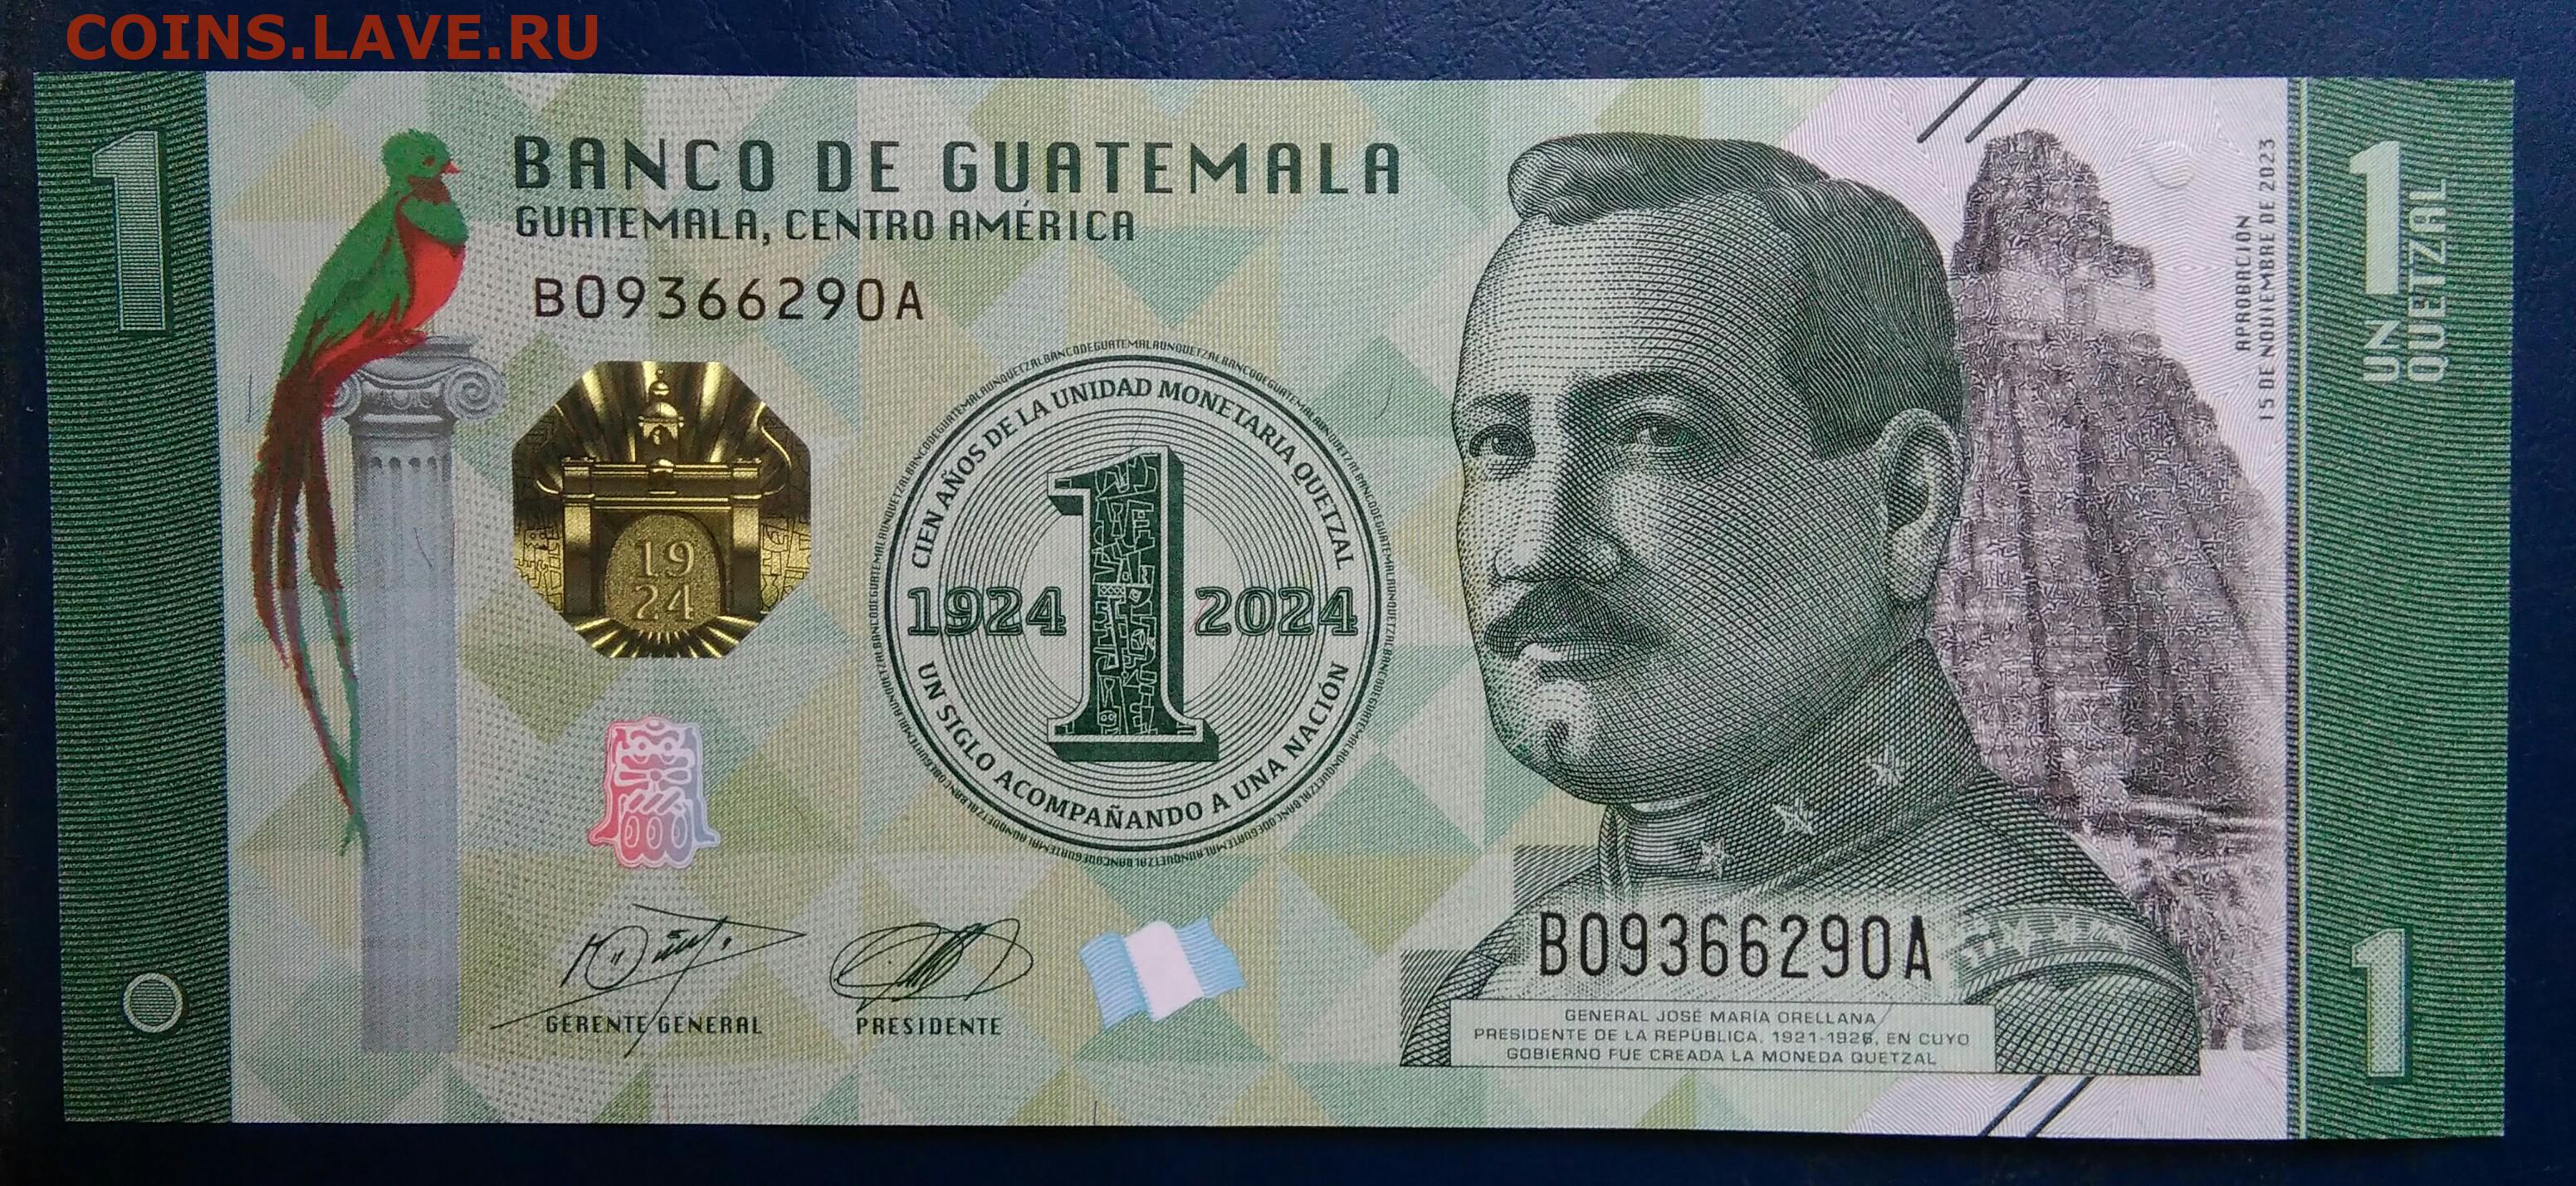 COINS.LAVE.RU
1
BANCO DE GUATEMALA
GUATEMALA, CENTRO AMÉRICA
B09366290A
19
24
CIEN AÑOS DE LA UNIDAD MONETARIA QUETZAL
1924 1 2024
UN SIGLO ACOMPAÑANDO A UNA NACIÓN
GERENTE GENERAL
PRESIDENTE
B09366290A
GENERAL JOSÉ MARÍA ORELLANA
PRESIDENTE DE LA REPÚBLICA, 1921-1926, EN CUYO
GOBIERNO FUE CREADA LA MONEDA QUETZAL
APROBACIÓN
15 DE NOVIEMBRE DE 2023
1 UN
QUETZAL
1